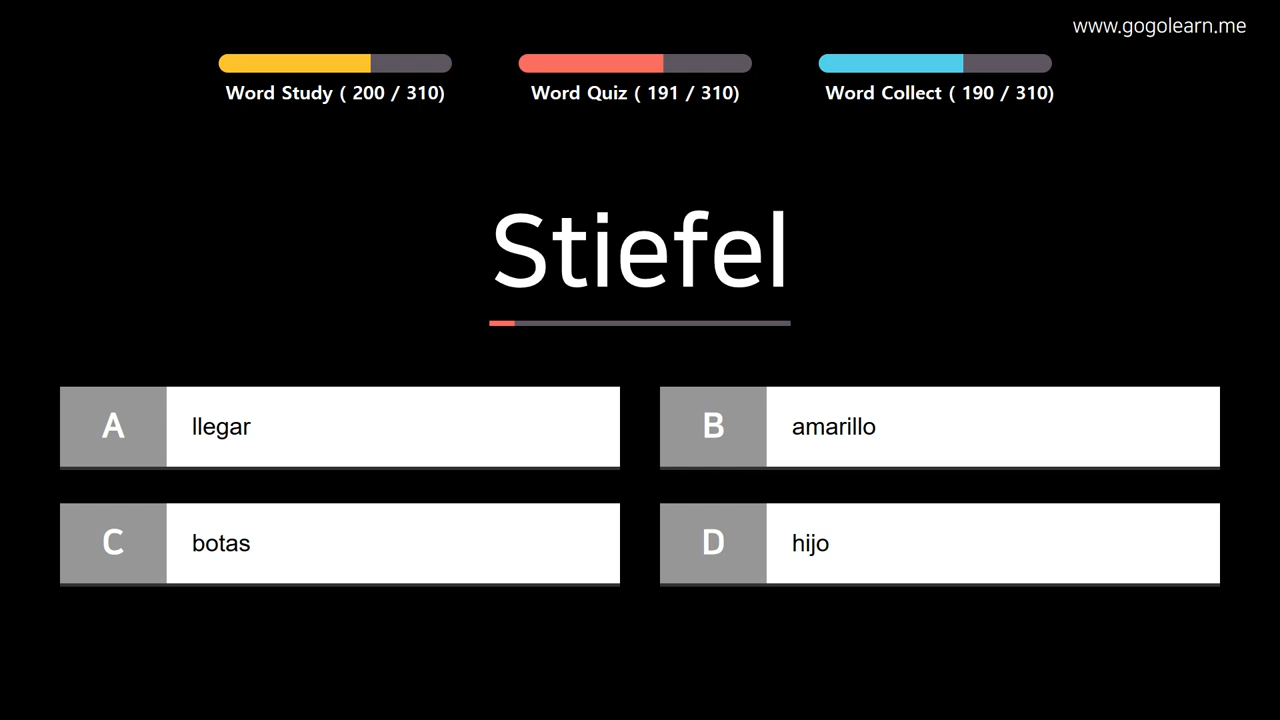 www.gogolearn.me
Word Study ( 200 / 310)
Word Quiz ( 191 / 310)
Word Collect ( 190 / 310)
Stiefel
A llegar
B amarillo
C botas
D hijo